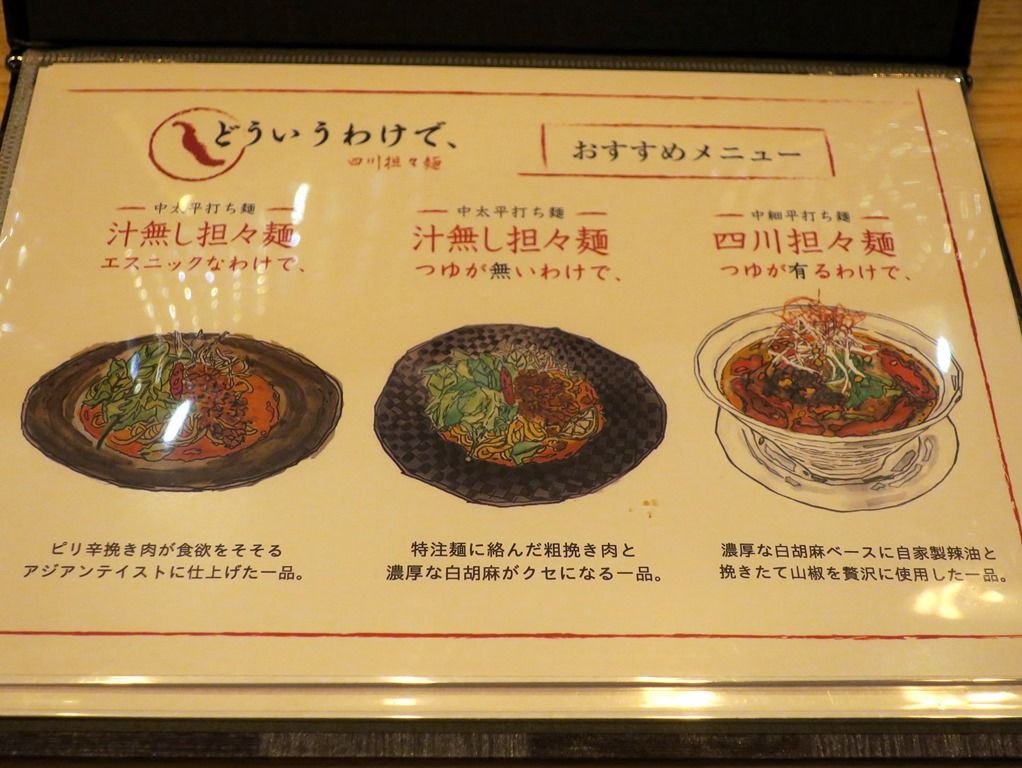 どういうわけで、
四川担々麺
おすすめメニュー
中太平打ち麺
汁無し担々麺
エスニックなわけで、
ピリ辛挽き肉が食欲をそそる
アジアンテイストに仕上げた一品。
中太平打ち麺
汁無し担々麺
つゆが無いわけで、
特注麺に絡んだ粗挽き肉と
濃厚な白胡麻がクセになる一品。
中細平打ち麺
四川担々麺
つゆが有るわけで、
濃厚な白胡麻ベースに自家製辣油と
挽きたて山椒を贅沢に使用した一品。